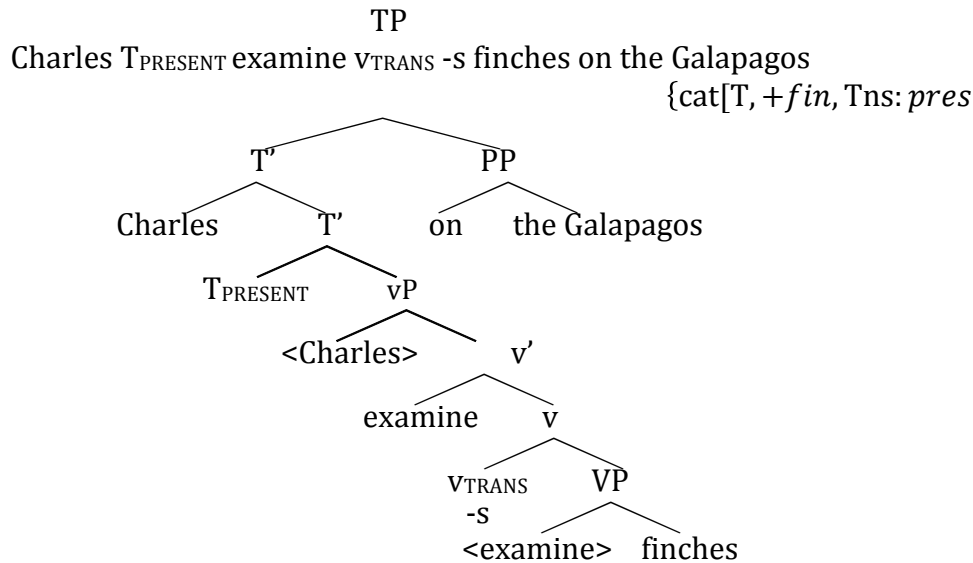 TP
Charles TPRESENT examine vTRANS -s finches on the Galapagos
{cat[T, +fin, Tns: pres
T’ PP
Charles T’ on the Galapagos
TPRESENT vP
<Charles> v’
examine v
vTRANS VP
-s
<examine> finches